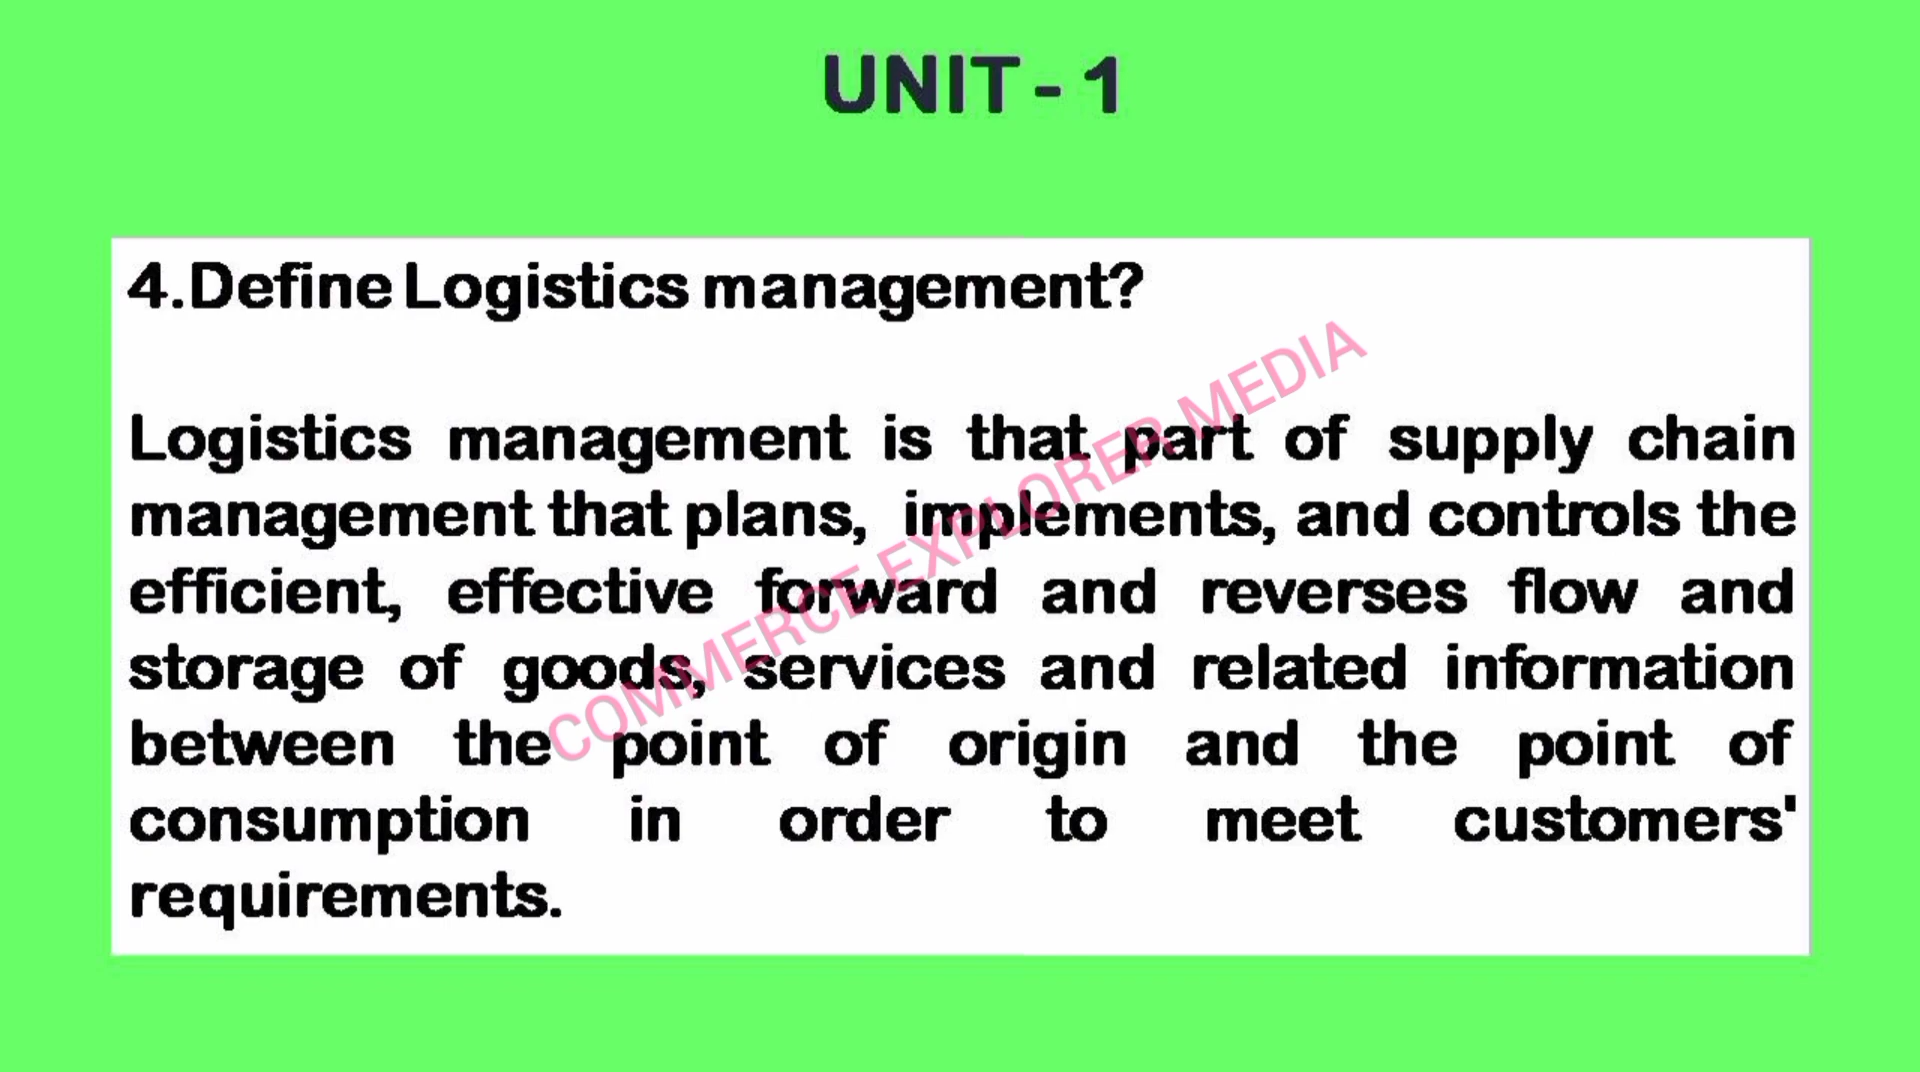 UNIT - 1
4.Define Logistics management?
Logistics management is that part of supply chain
management that plans, implements, and controls the
efficient, effective forward and reverses flow and
storage of goods, services and related information
between the point of origin and the point of
consumption in order to meet customers'
requirements.
COMMERCE EXPLORER MEDIA